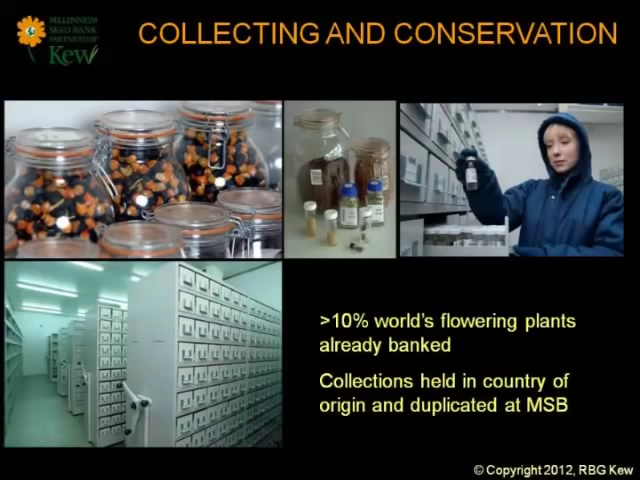 MILLENNIUM
SEED BANK
PARTNERSHIP
Kew
COLLECTING AND CONSERVATION
>10% world's flowering plants
already banked
Collections held in country of
origin and duplicated at MSB
© Copyright 2012, RBG Kew